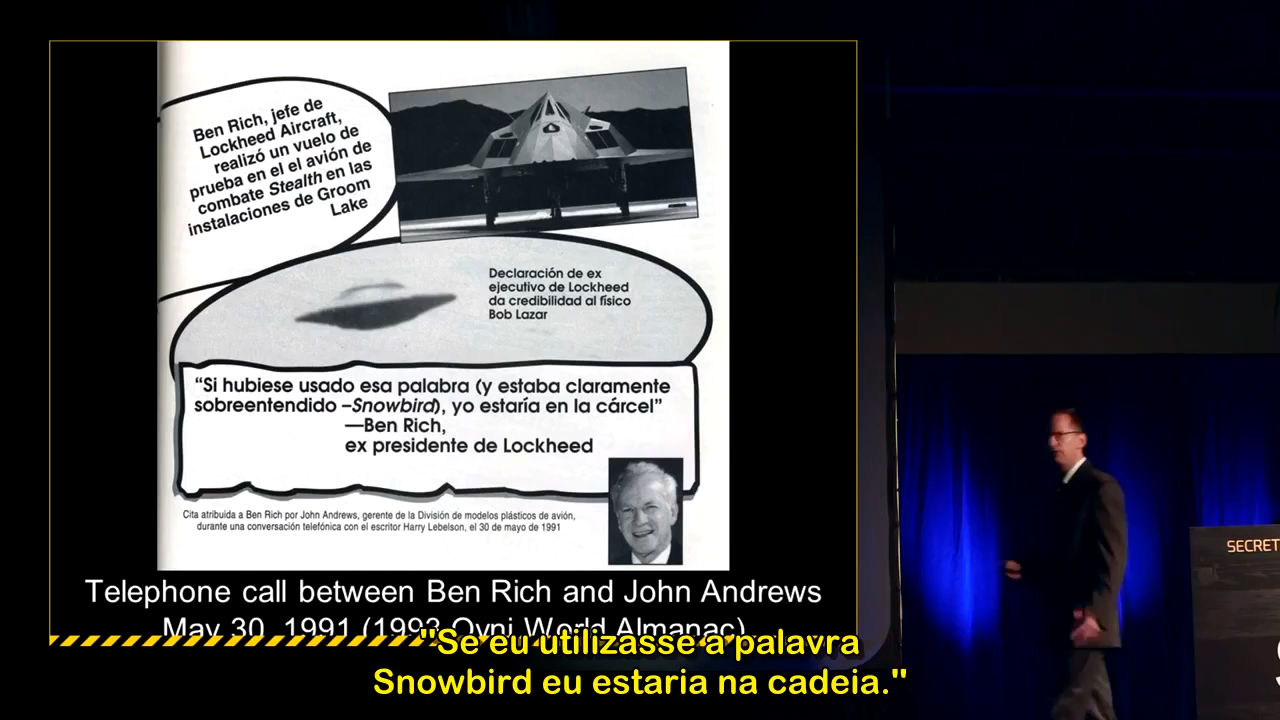 Ben Rich, jefe de
Lockheed Aircraft,
realizó un vuelo de
prueba en el el avión de
combate Stealth en las
instalaciones de Groom
Lake
Declaración de ex
ejecutivo de Lockheed
da credibilidad al físico
Bob Lazar
“Si hubiese usado esa palabra (y estaba claramente
sobreentendido –Snowbird), yo estaría en la cárcel”
—Ben Rich,
ex presidente de Lockheed
Cita atribuida a Ben Rich por John Andrews, gerente de la División de modelos plásticos de avión,
durante una conversación telefónica con el escritor Harry Lebelson, el 30 de mayo de 1991
Telephone call between Ben Rich and John Andrews
May 30, 1991 (1993 Ovni World Almanac)
SECRET
"Se eu utilizasse a palavra
Snowbird eu estaria na cadeia."